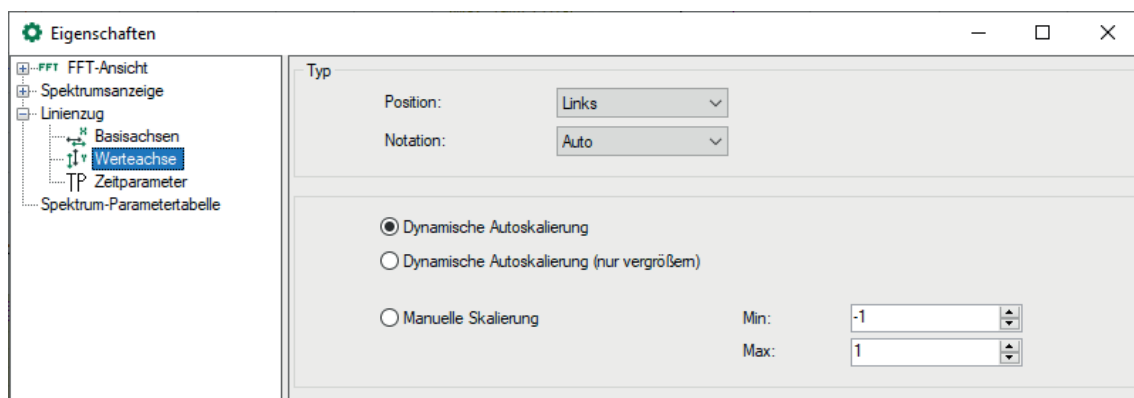 Eigenschaften
FFT FFT-Ansicht
Spektrumsanzeige
Linienzug
X Basisachsen
Y Werteachse
TP Zeitparameter
Spektrum-Parametertabelle
Typ
Position: Links
Notation: Auto
Dynamische Autoskalierung
Dynamische Autoskalierung (nur vergrößern)
Manuelle Skalierung Min: -1
Max: 1